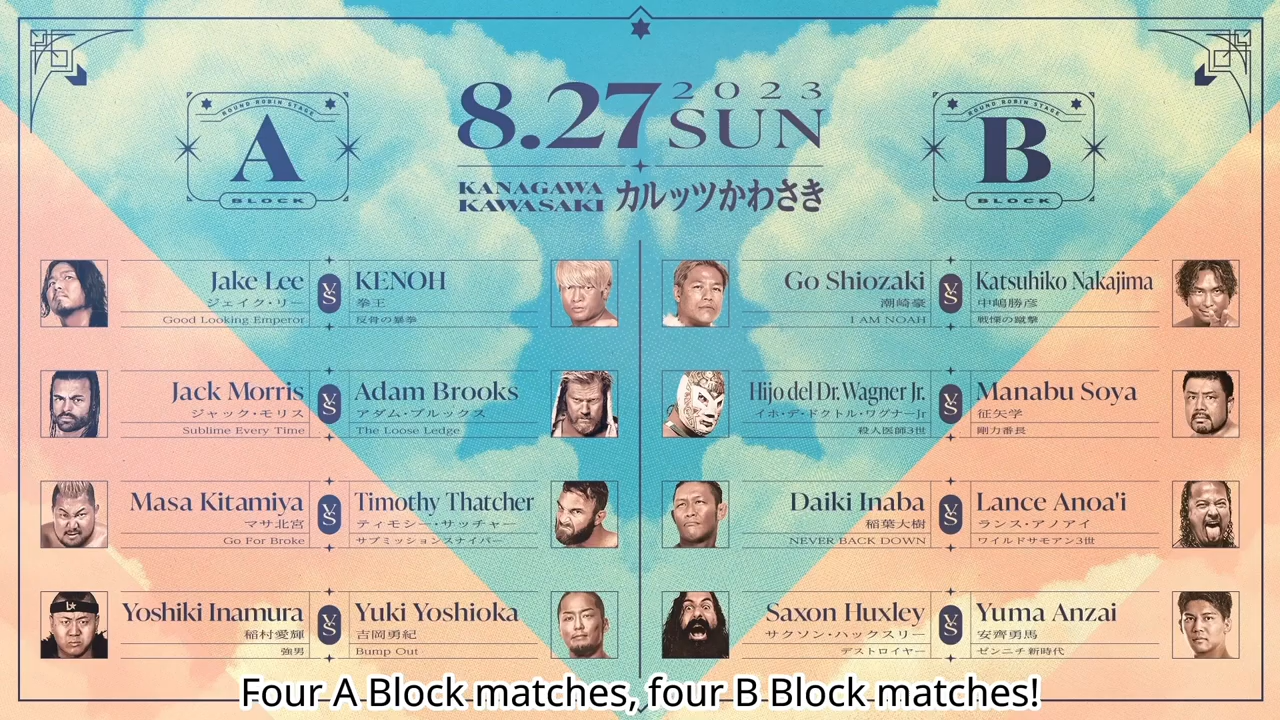 8.27 2023 SUN
KANAGAWA KAWASAKI カルッツかわさき
ROUND ROBIN STAGE
A
BLOCK
ROUND ROBIN STAGE
B
BLOCK
Jake Lee VS KENOH
ジェイク・リー 拳王
Good Looking Emperor 反骨の暴拳
Jack Morris VS Adam Brooks
ジャック・モリス アダム・ブルックス
Sublime Every Time The Loose Ledge
Masa Kitamiya VS Timothy Thatcher
マサ北宮 ティモシー・サッチャー
Go For Broke サブミッションスナイパー
Yoshiki Inamura VS Yuki Yoshioka
稲村愛輝 吉岡勇紀
強男 Bump Out
Go Shiozaki VS Katsuhiko Nakajima
潮崎豪 中嶋勝彦
I AM NOAH 戦慄の蹴撃
Hijo del Dr. Wagner Jr. VS Manabu Soya
イホ・デ・ドクトル・ワグナーJr 征矢学
殺人医師3世 剛力番長
Daiki Inaba VS Lance Anoa'i
稲葉大樹 ランス・アノアイ
NEVER BACK DOWN ワイルドサモアン3世
Saxon Huxley VS Yuma Anzai
サクソン・ハックスリー 安齊勇馬
デストロイヤー ゼンニチ新時代
Four A Block matches, four B Block matches!